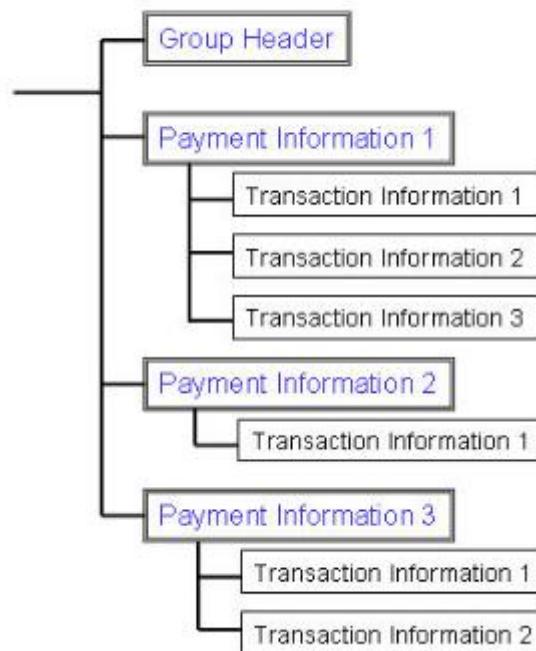 Group Header
Payment Information 1
Transaction Information 1
Transaction Information 2
Transaction Information 3
Payment Information 2
Transaction Information 1
Payment Information 3
Transaction Information 1
Transaction Information 2